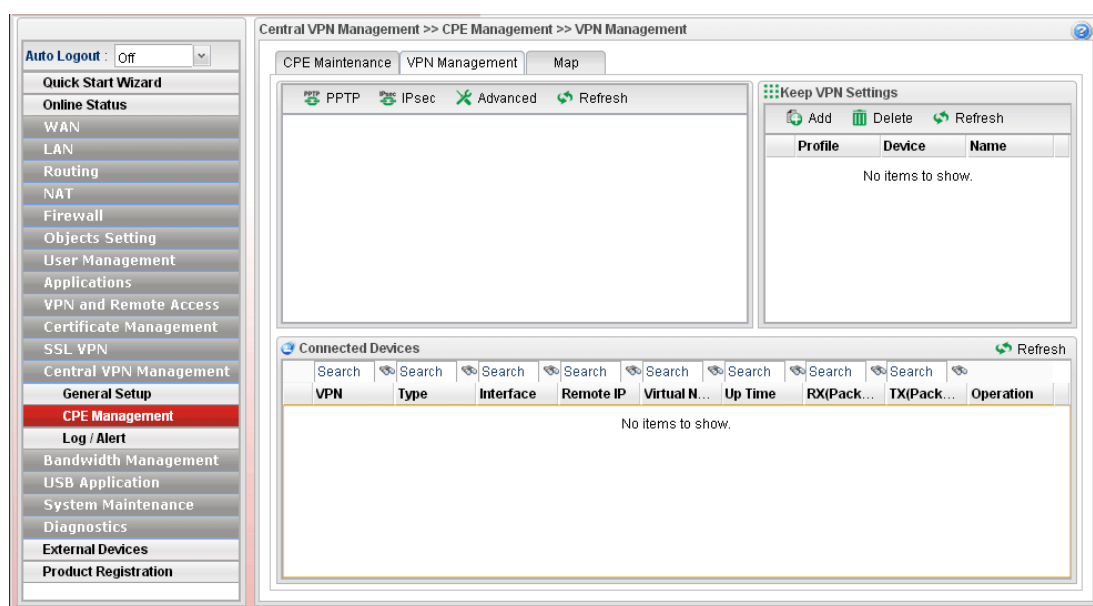 Central VPN Management >> CPE Management >> VPN Management
Auto Logout : Off
Quick Start Wizard
Online Status
WAN
LAN
Routing
NAT
Firewall
Objects Setting
User Management
Applications
VPN and Remote Access
Certificate Management
SSL VPN
Central VPN Management
General Setup
CPE Management
Log / Alert
Bandwidth Management
USB Application
System Maintenance
Diagnostics
External Devices
Product Registration
CPE Maintenance VPN Management Map
PPTP PPTP IPsec IPsec Advanced Refresh
Keep VPN Settings
Add Delete Refresh
Profile Device Name
No items to show.
Connected Devices Refresh
Search Search Search Search Search Search Search Search
VPN Type Interface Remote IP Virtual N... Up Time RX(Pack... TX(Pack... Operation
No items to show.